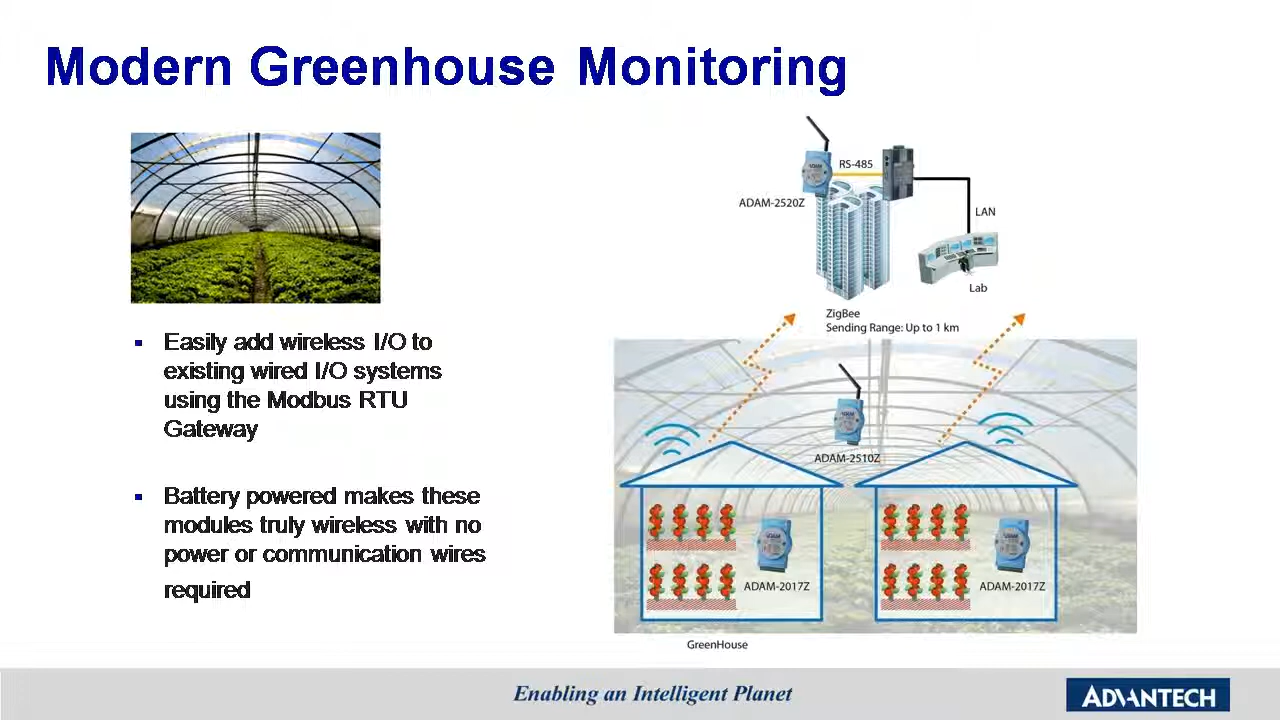 Modern Greenhouse Monitoring
RS-485
ADAM-2520Z
LAN
Lab
ZigBee
Sending Range: Up to 1 km
▪ Easily add wireless I/O to
existing wired I/O systems
using the Modbus RTU
Gateway
▪ Battery powered makes these
modules truly wireless with no
power or communication wires
required
ADAM-2510Z
ADAM-2017Z
ADAM-2017Z
GreenHouse
Enabling an Intelligent Planet
ADVANTECH